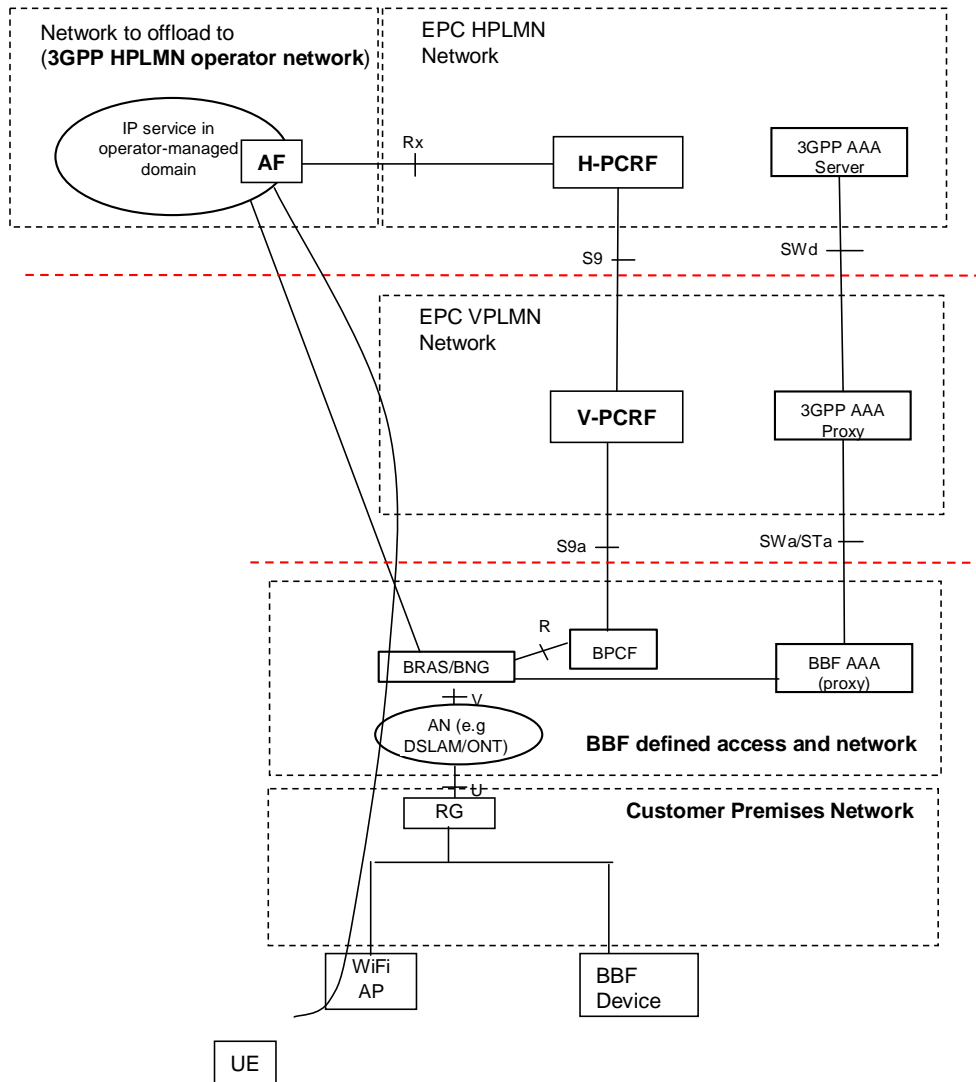 Network to offload to
(3GPP HPLMN operator network)
EPC HPLMN
Network
IP service in
operator-managed
domain
AF
Rx
H-PCRF
3GPP AAA
Server
S9
SWd
EPC VPLMN
Network
V-PCRF
3GPP AAA
Proxy
S9a
SWa/STa
R
BPCF
BRAS/BNG
BBF AAA
(proxy)
V
AN (e.g
DSLAM/ONT)
BBF defined access and network
U
RG
Customer Premises Network
WiFi
AP
BBF
Device
UE